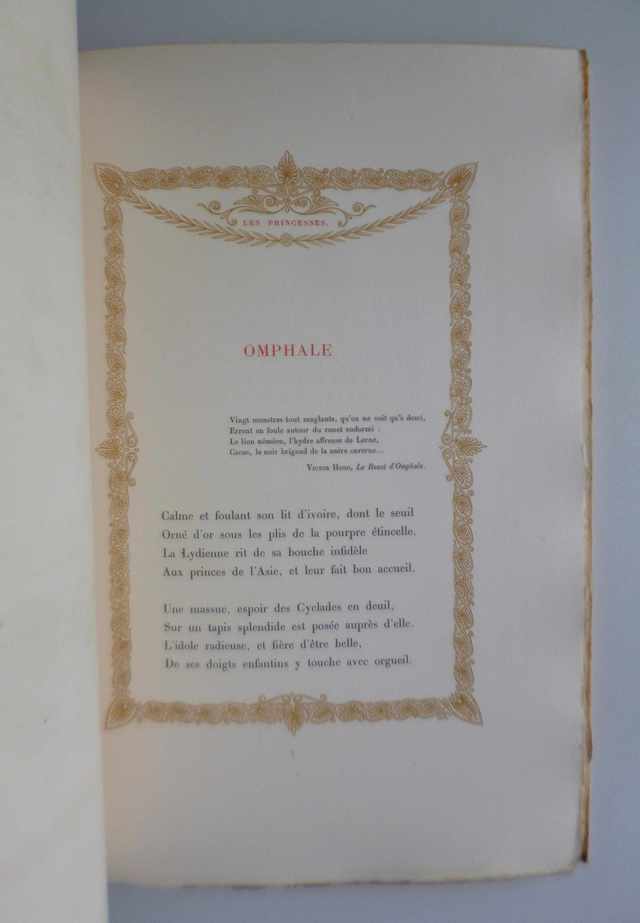 LES PRINCESSES.
OMPHALE
Vingt monstres tout sanglants, qu'on ne voit qu'à demi,
Errent en foule autour du rouet endormi :
Le lion néméen, l'hydre affreuse de Lerne,
Cacus, le noir brigand de la noire caverne...
VICTOR HUGO, Le Rouet d'Omphale.
Calme et foulant son lit d'ivoire, dont le seuil
Orné d'or sous les plis de la pourpre étincelle,
La Lydienne rit de sa bouche infidèle
Aux princes de l'Asie, et leur fait bon accueil.
Une massue, espoir des Cyclades en deuil,
Sur un tapis splendide est posée auprès d'elle.
L'idole radieuse, et fière d'être belle,
De ses doigts enfantins y touche avec orgueil.